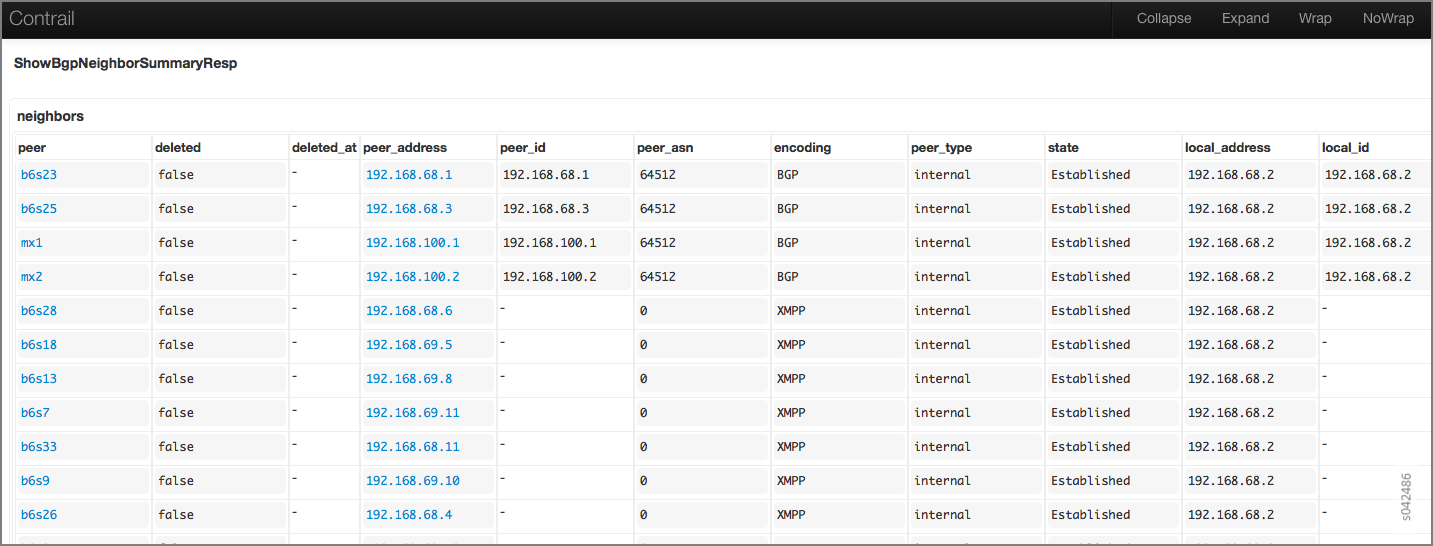 Contrail Collapse Expand Wrap NoWrap
ShowBgpNeighborSummaryResp
neighbors
peer deleted deleted_at peer_address peer_id peer_asn encoding peer_type state local_address local_id
b6s23 false - 192.168.68.1 192.168.68.1 64512 BGP internal Established 192.168.68.2 192.168.68.2
b6s25 false - 192.168.68.3 192.168.68.3 64512 BGP internal Established 192.168.68.2 192.168.68.2
mx1 false - 192.168.100.1 192.168.100.1 64512 BGP internal Established 192.168.68.2 192.168.68.2
mx2 false - 192.168.100.2 192.168.100.2 64512 BGP internal Established 192.168.68.2 192.168.68.2
b6s28 false - 192.168.68.6 - 0 XMPP internal Established 192.168.68.2 -
b6s18 false - 192.168.69.5 - 0 XMPP internal Established 192.168.68.2 -
b6s13 false - 192.168.69.8 - 0 XMPP internal Established 192.168.68.2 -
b6s7 false - 192.168.69.11 - 0 XMPP internal Established 192.168.68.2 -
b6s33 false - 192.168.68.11 - 0 XMPP internal Established 192.168.68.2 -
b6s9 false - 192.168.69.10 - 0 XMPP internal Established 192.168.68.2 -
b6s26 false - 192.168.68.4 - 0 XMPP internal Established 192.168.68.2 -
s042486